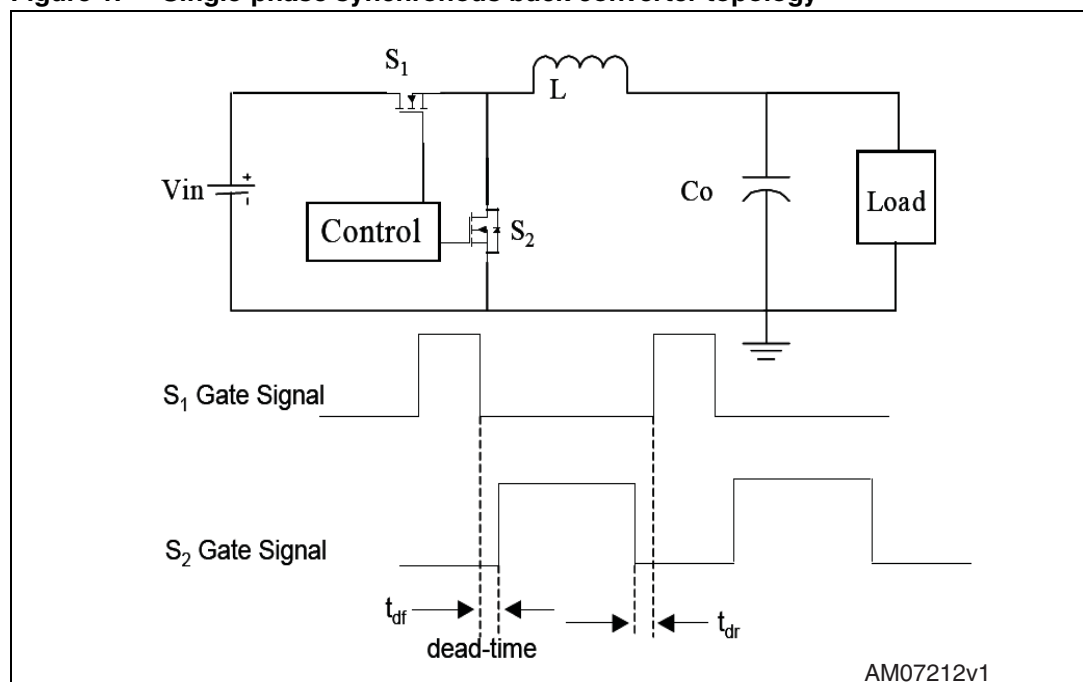 Figure 1. Single-phase synchronous buck converter topology
S1
L
Vin
+
-
Control
S2
Co
Load
S1 Gate Signal
S2 Gate Signal
tdf
tdr
dead-time
AM07212v1